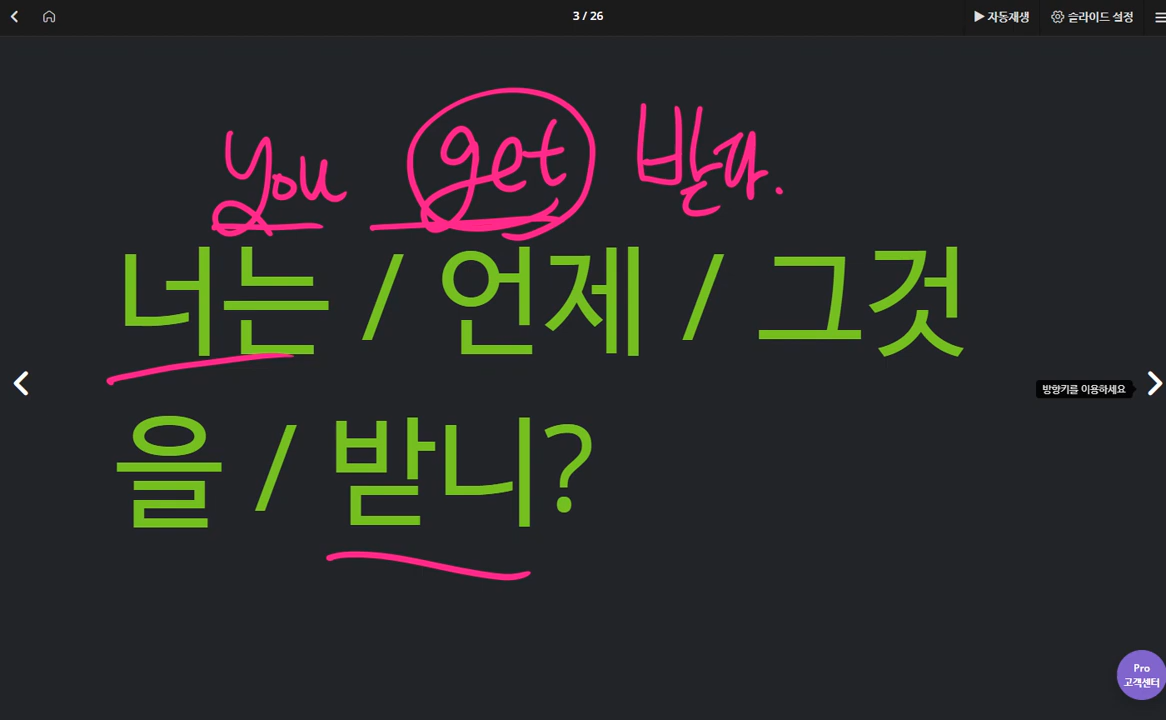 3 / 26
▶ 자동재생
슬라이드 설정
you get 받다.
너는 / 언제 / 그것
을 / 받니?
방향키를 이용하세요
Pro
고객센터